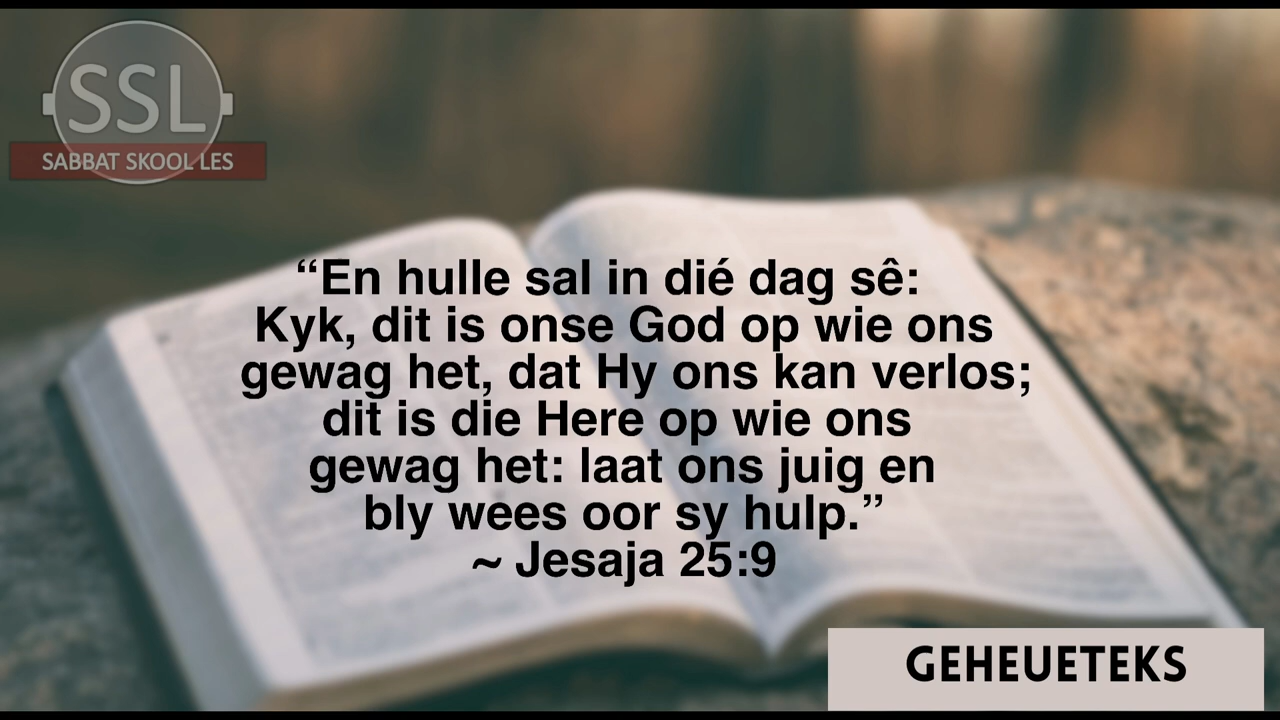 SSL
SABBAT SKOOL LES
“En hulle sal in dié dag sê:
Kyk, dit is onse God op wie ons
gewag het, dat Hy ons kan verlos;
dit is die Here op wie ons
gewag het: laat ons juig en
bly wees oor sy hulp.”
~ Jesaja 25:9
GEHEUETEKS